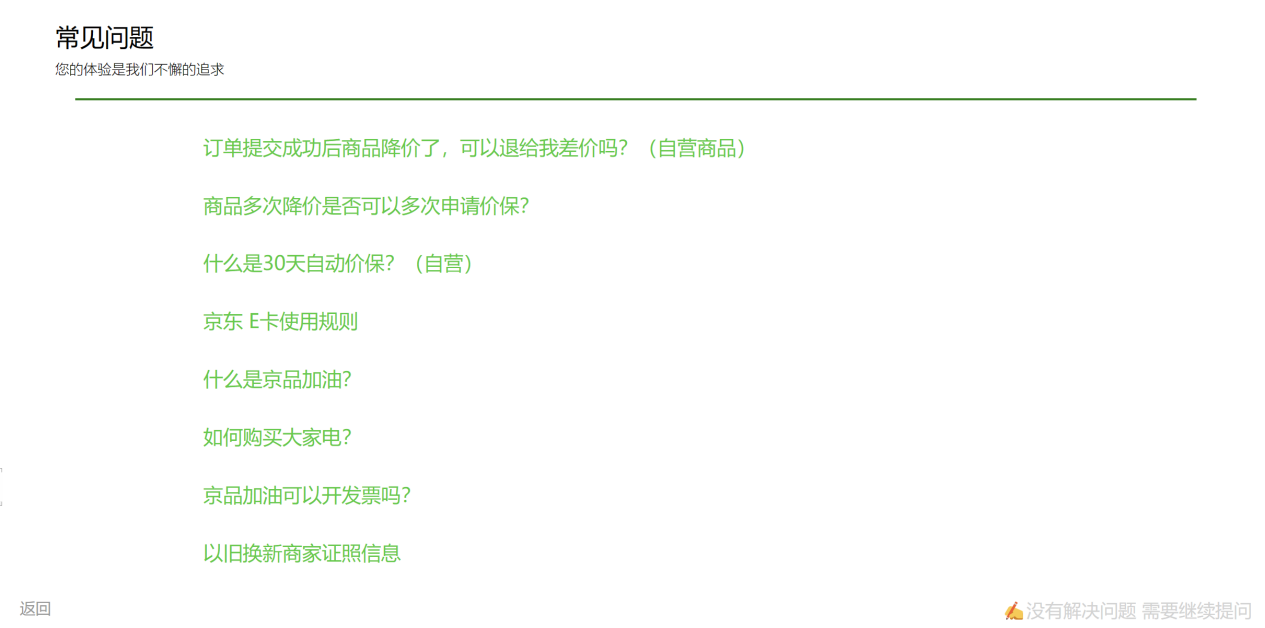 常见问题
您的体验是我们不懈的追求
订单提交成功后商品降价了，可以退给我差价吗？（自营商品）
商品多次降价是否可以多次申请价保？
什么是30天自动价保？（自营）
京东 E卡使用规则
什么是京品加油？
如何购买大家电？
京品加油可以开发票吗？
以旧换新商家证照信息
返回
✍没有解决问题 需要继续提问